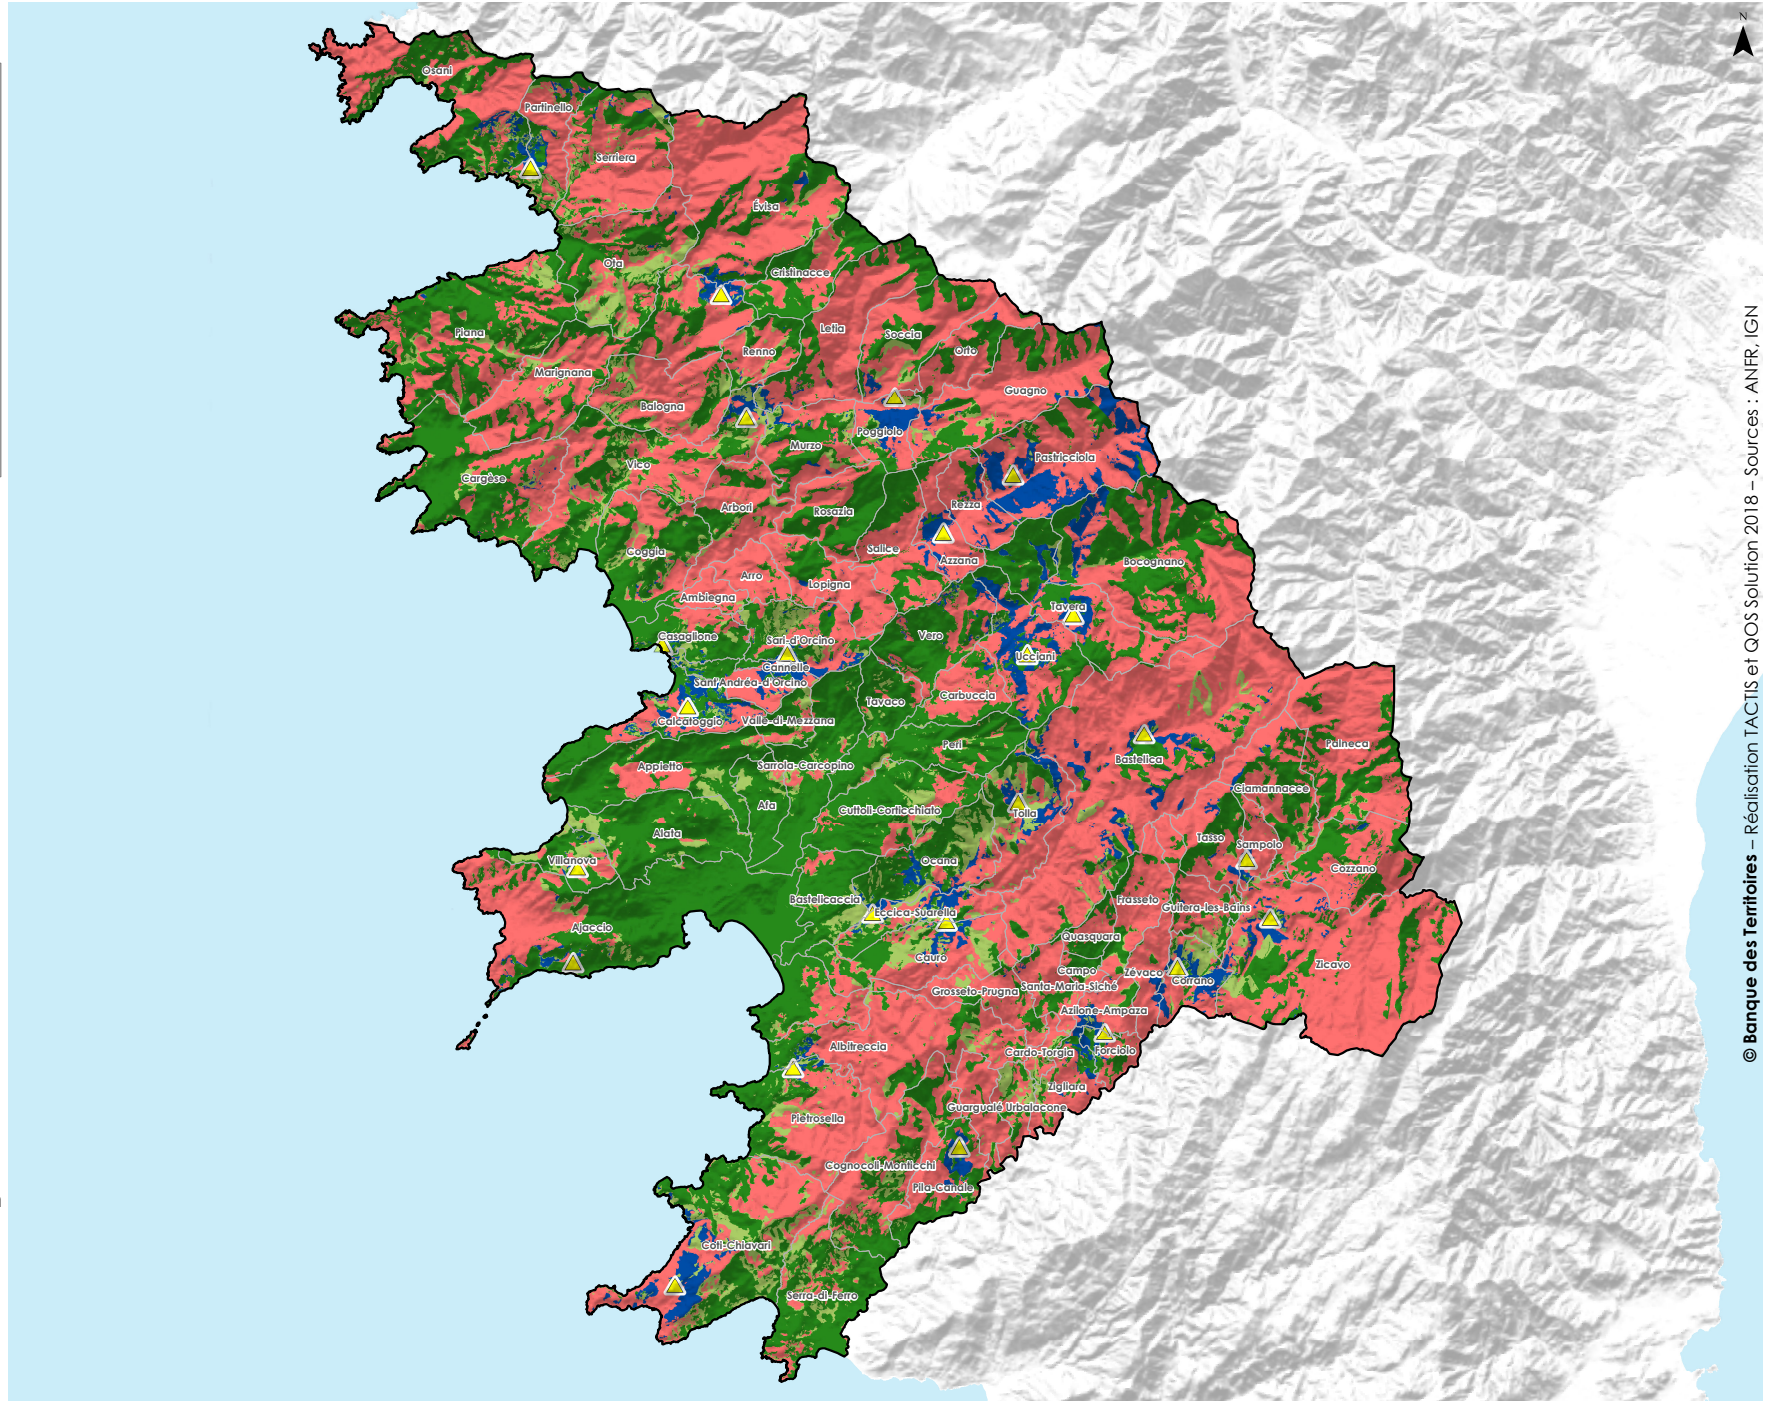 N
Osani
Partinello
Serriera
Évisa
Ota
Cristinacce
Piana
Letia
Soccia
Renno
Orto
Marignana
Guagno
Balogna
Poggiolo
Murzo
Pastricciola
Vico
Cargèse
Rezza
Arbori
Rosazia
Salice
Coggia
Azzana
Bocognano
Arro
Lopigna
Ambiegna
Tavera
Casaglione
Sari-d'Orcino
Vero
Ucciani
Cannelle
Sant'Andréa-d'Orcino
Carbuccia
Tavaco
Calcatoggio
Valle-di-Mezzana
Peri
Palneca
Bastelica
Appietto
Sarrola-Carcopino
Ciamannacce
Afa
Cuttoli-Corticchiato
Tolla
Alata
Tasso
Sampolo
Villanova
Ocana
Cozzano
Bastelicaccia
Frasseto
Guitera-les-Bains
Eccica-Suarella
Ajaccio
Quasquara
Cauro
Zicavo
Campo
Zévaco
Corrano
Grosseto-Prugna
Santa-Maria-Siché
Azilone-Ampaza
Albitreccia
Cardo-Torgia
Forciolo
Zigliara
Guargualé
Urbalacone
Pietrosella
Cognocoli-Monticchi
Pila-Canale
Coti-Chiavari
Serra-di-Ferro
© Banque des Territoires – Réalisation TACTIS et QOS Solution 2018 – Sources : ANFR, IGN